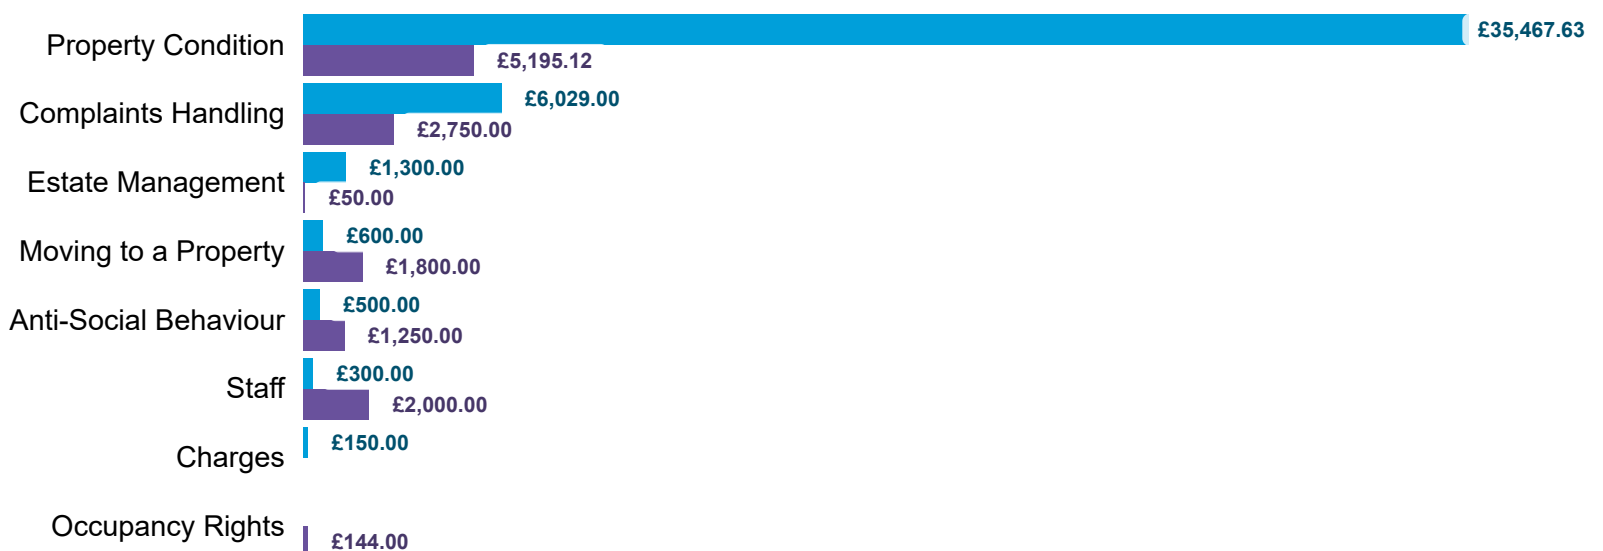 Property Condition
£35,467.63
£5,195.12
Complaints Handling
£6,029.00
£2,750.00
Estate Management
£1,300.00
£50.00
Moving to a Property
£600.00
£1,800.00
Anti-Social Behaviour
£500.00
£1,250.00
Staff
£300.00
£2,000.00
Charges
£150.00
Occupancy Rights
£144.00